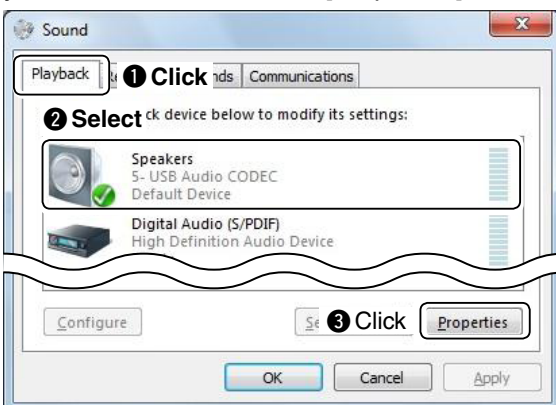 Sound
Playback ❶ Click nds Communications
❷ Select ck device below to modify its settings:
Speakers
5- USB Audio CODEC
Default Device
Digital Audio (S/PDIF)
High Definition Audio Device
Configure Se ❸ Click Properties
OK Cancel Apply